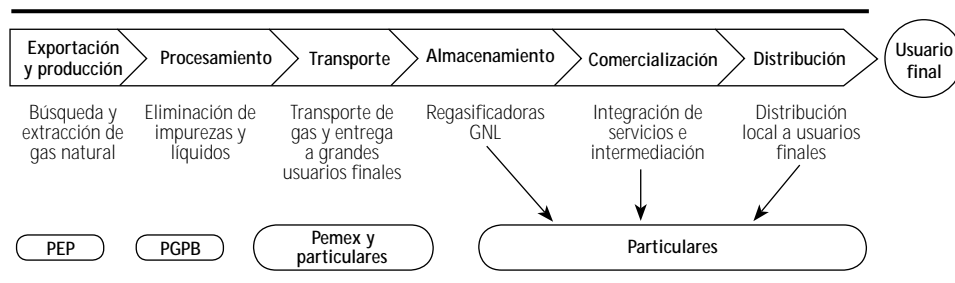 Exportación
y producción
Procesamiento
Transporte
Almacenamiento
Comercialización
Distribución
Usuario
final
Búsqueda y
extracción de
gas natural
Eliminación de
impurezas y
líquidos
Transporte de
gas y entrega
a grandes
usuarios finales
Regasificadoras
GNL
Integración de
servicios e
intermediación
Distribución
local a usuarios
finales
PEP
PGPB
Pemex y
particulares
Particulares